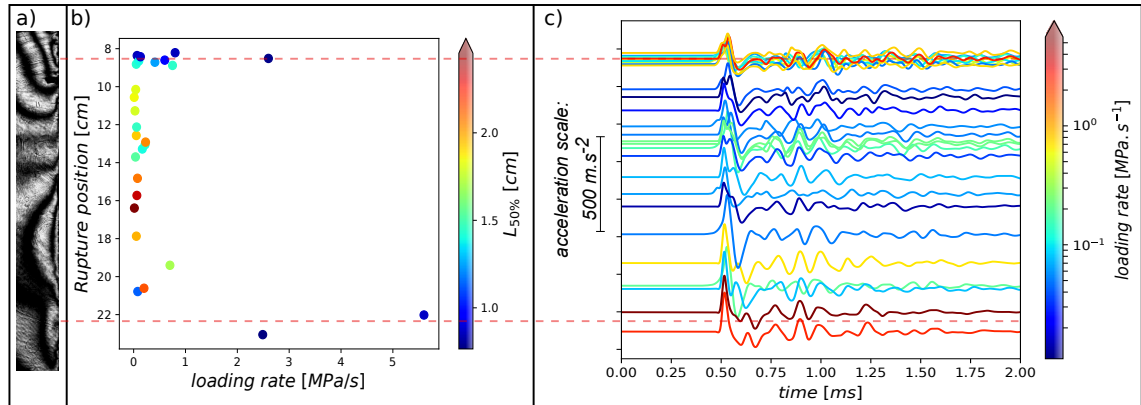 a) b) c)
8
10
12
14
16
18
20
22
Rupture position [cm]
0 1 2 3 4 5
loading rate [MPa/s]
2.0
1.5
1.0
L50% [cm]
acceleration scale:
500 m.s-2
0.00 0.25 0.50 0.75 1.00 1.25 1.50 1.75 2.00
time [ms]
10^0
10^-1
loading rate [MPa.s^-1]